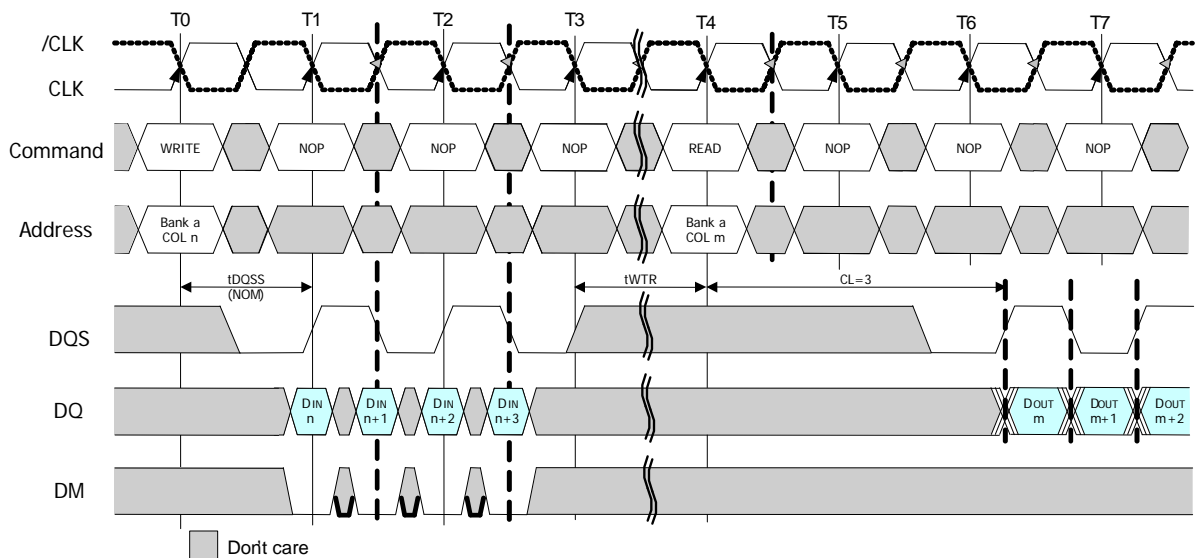 T0 T1 T2 T3 T4 T5 T6 T7
/CLK
CLK
Command WRITE NOP NOP NOP READ NOP NOP NOP
Address Bank a COL n Bank a COL m
tDQSS (NOM) tWTR CL=3
DQS
DQ DIN n DIN n+1 DIN n+2 DIN n+3 DOUT m DOUT m+1 DOUT m+2
DM
Don't care